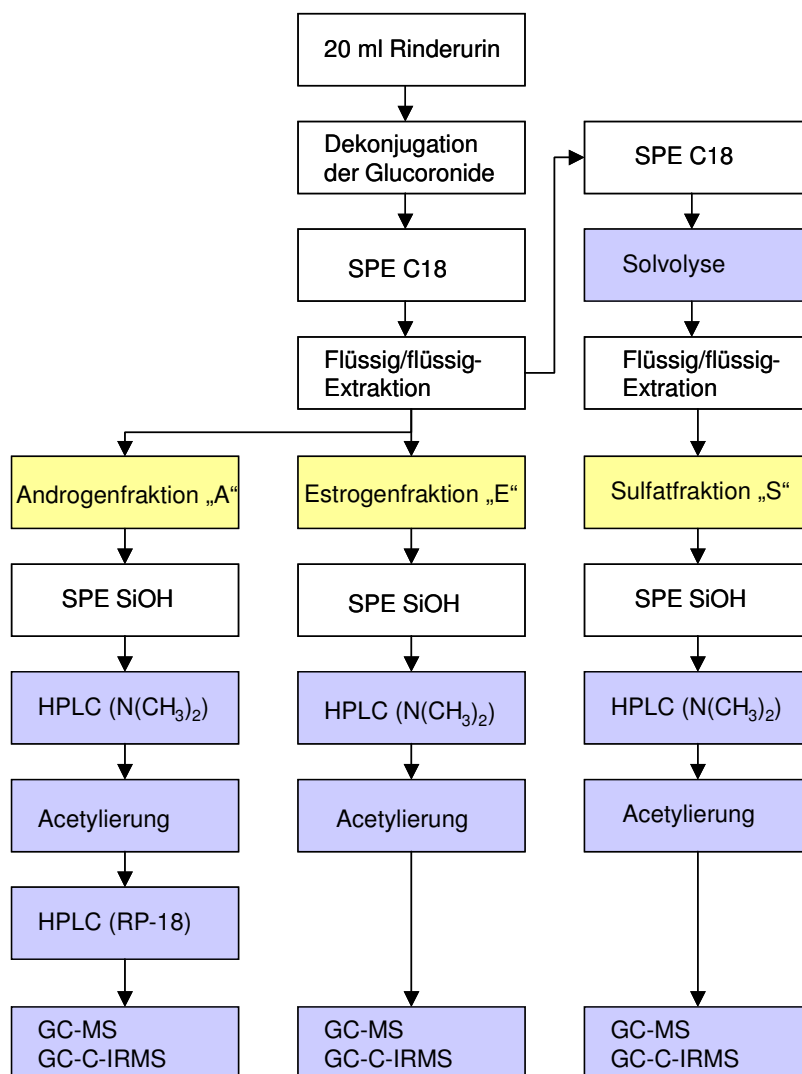 20 ml Rinderurin
Dekonjugation
der Glucoronide
SPE C18
SPE C18
Solvolyse
Flüssig/flüssig-
Extraktion
Flüssig/flüssig-
Extration
Androgenfraktion „A“
Estrogenfraktion „E“
Sulfatfraktion „S“
SPE SiOH
SPE SiOH
SPE SiOH
HPLC (N(CH₃)₂)
HPLC (N(CH₃)₂)
HPLC (N(CH₃)₂)
Acetylierung
Acetylierung
Acetylierung
HPLC (RP-18)
GC-MS
GC-C-IRMS
GC-MS
GC-C-IRMS
GC-MS
GC-C-IRMS